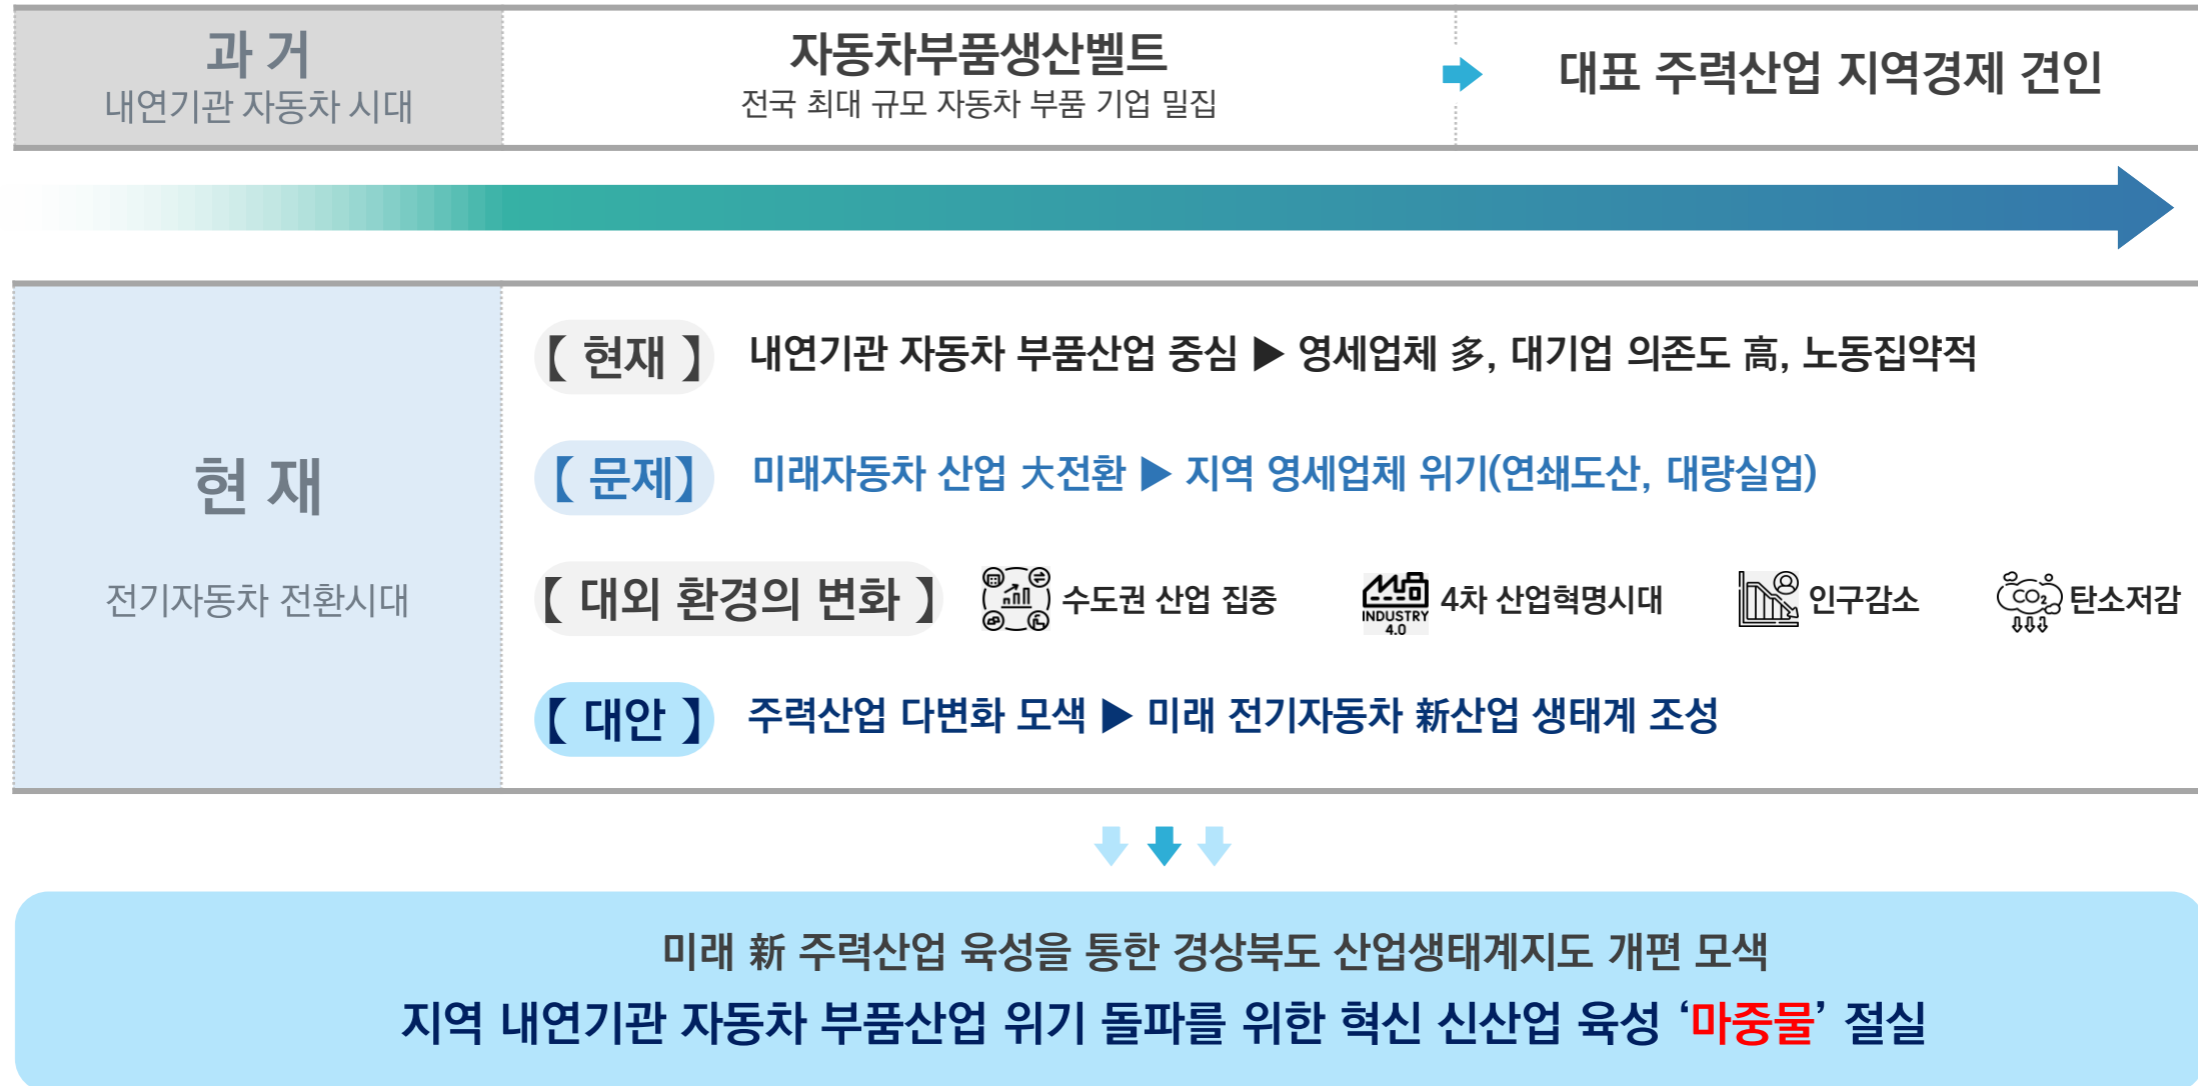 과 거
내연기관 자동차 시대
자동차부품생산벨트
전국 최대 규모 자동차 부품 기업 밀집
대표 주력산업 지역경제 견인
현 재
전기자동차 전환시대
【 현재 】 내연기관 자동차 부품산업 중심 ▶ 영세업체 多, 대기업 의존도 高, 노동집약적
【 문제】 미래자동차 산업 大전환 ▶ 지역 영세업체 위기(연쇄도산, 대량실업)
【 대외 환경의 변화 】 수도권 산업 집중 INDUSTRY 4.0 4차 산업혁명시대 인구감소 CO₂ 탄소저감
【 대안 】 주력산업 다변화 모색 ▶ 미래 전기자동차 新산업 생태계 조성
미래 新 주력산업 육성을 통한 경상북도 산업생태계지도 개편 모색
지역 내연기관 자동차 부품산업 위기 돌파를 위한 혁신 신산업 육성 ‘마중물’ 절실